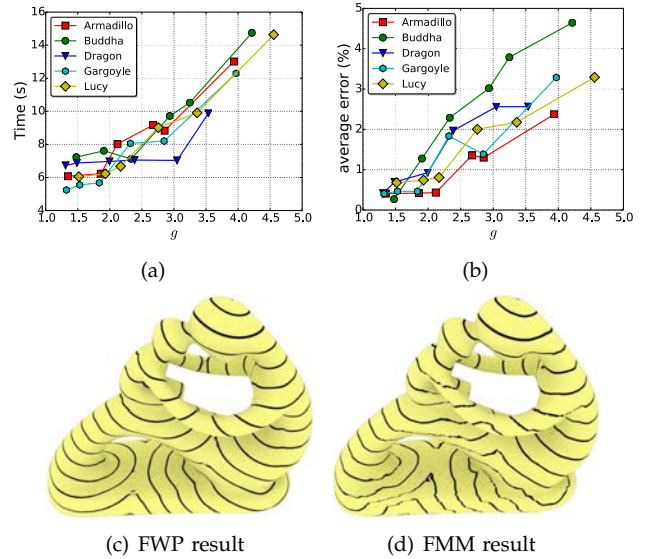 16
14
12
10
8
6
4
Time (s)
Armadillo
Buddha
Dragon
Gargoyle
Lucy
1.0 1.5 2.0 2.5 3.0 3.5 4.0 4.5 5.0
g
(a)
5
4
3
2
1
0
average error (%)
Armadillo
Buddha
Dragon
Gargoyle
Lucy
1.0 1.5 2.0 2.5 3.0 3.5 4.0 4.5 5.0
g
(b)
(c) FWP result
(d) FMM result